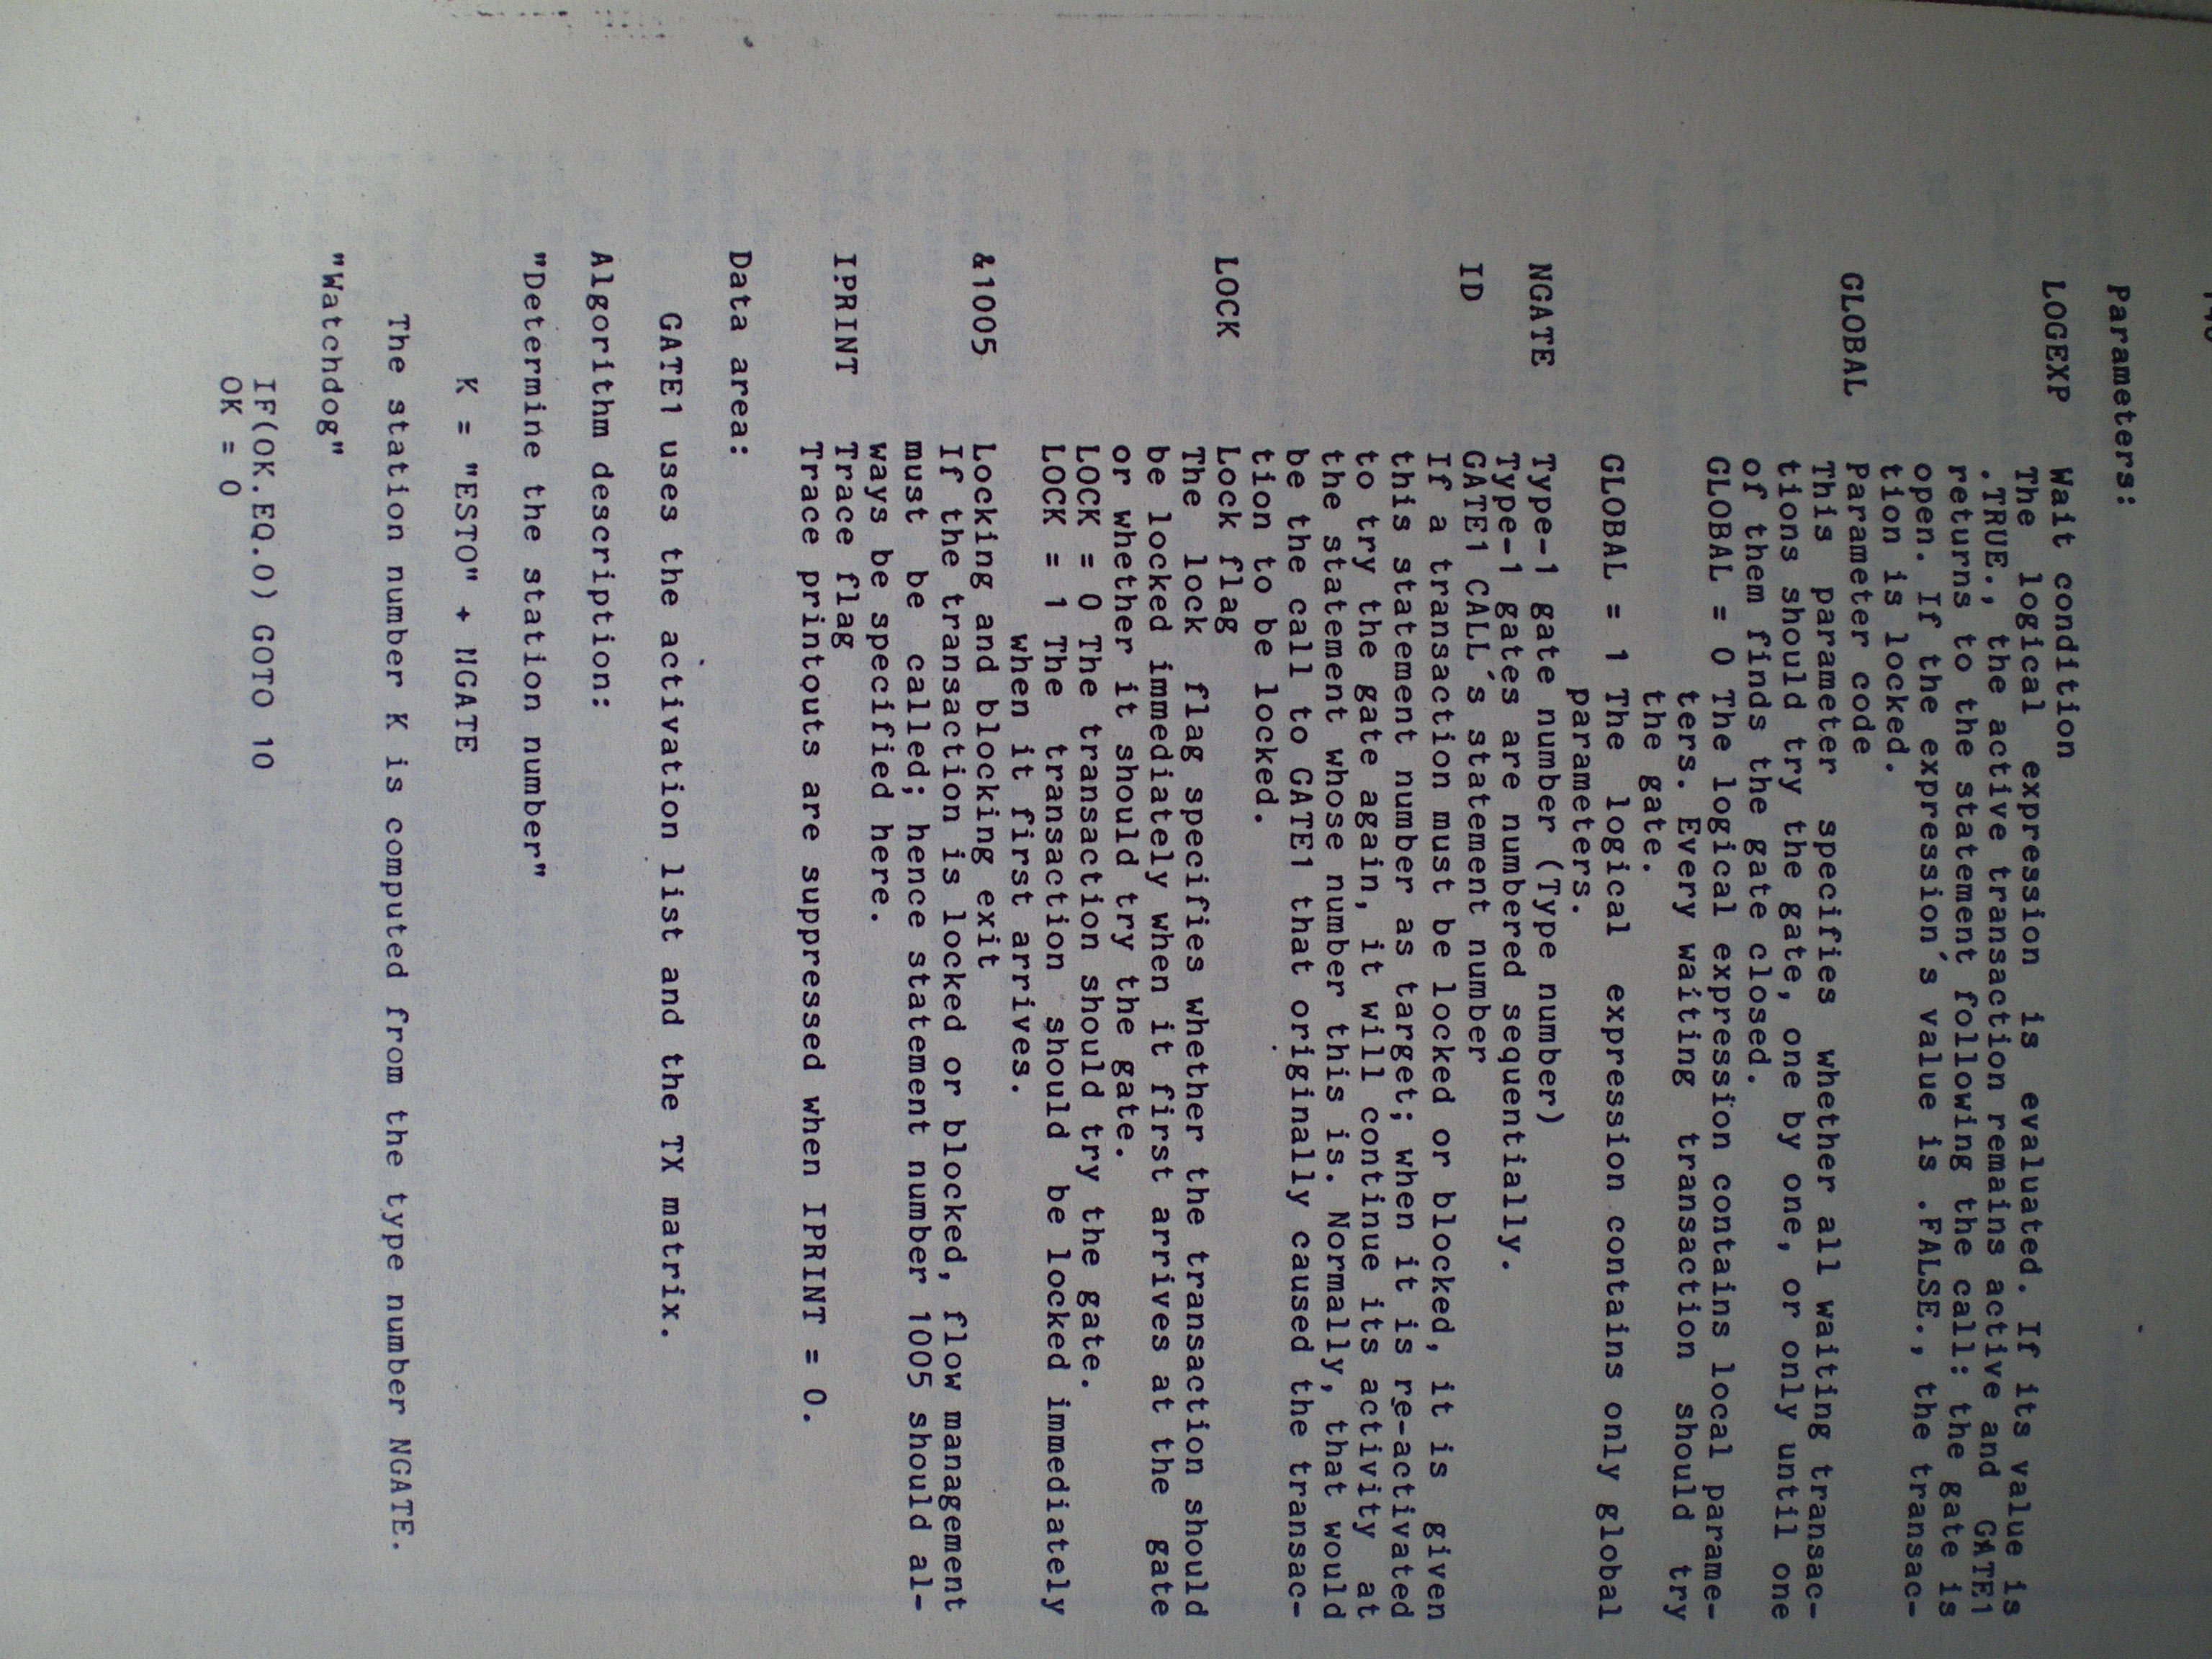 Parameters:
LOGEXP Wait condition
The logical expression is evaluated. If its value is
.TRUE., the active transaction remains active and GATE1
returns to the statement following the call: the gate is
open. If the expression´s value is .FALSE., the transac-
tion is locked.
GLOBAL Parameter code
This parameter specifies whether all waiting transac-
tions should try the gate, one by one, or only until one
of them finds the gate closed.
GLOBAL = 0 The logical expression contains local parame-
ters. Every waiting transaction should try
the gate.
GLOBAL = 1 The logical expression contains only global
parameters.
NGATE Type-1 gate number (Type number)
Type-1 gates are numbered sequentially.
ID GATE1 CALL´s statement number
If a transaction must be locked or blocked, it is given
this statement number as target; when it is re-activated
to try the gate again, it will continue its activity at
the statement whose number this is. Normally, that would
be the call to GATE1 that originally caused the transac-
tion to be locked.
LOCK Lock flag
The lock flag specifies whether the transaction should
be locked immediately when it first arrives at the gate
or whether it should try the gate.
LOCK = 0 The transaction should try the gate.
LOCK = 1 The transaction should be locked immediately
when it first arrives.
&1005 Locking and blocking exit
If the transaction is locked or blocked, flow management
must be called; hence statement number 1005 should al-
ways be specified here.
IPRINT Trace flag
Trace printouts are suppressed when IPRINT = 0.
Data area:
GATE1 uses the activation list and the TX matrix.
Algorithm description:
"Determine the station number"
K = "ESTO" + NGATE
The station number K is computed from the type number NGATE.
"Watchdog"
IF(OK.EQ.0) GOTO 10
OK = 0